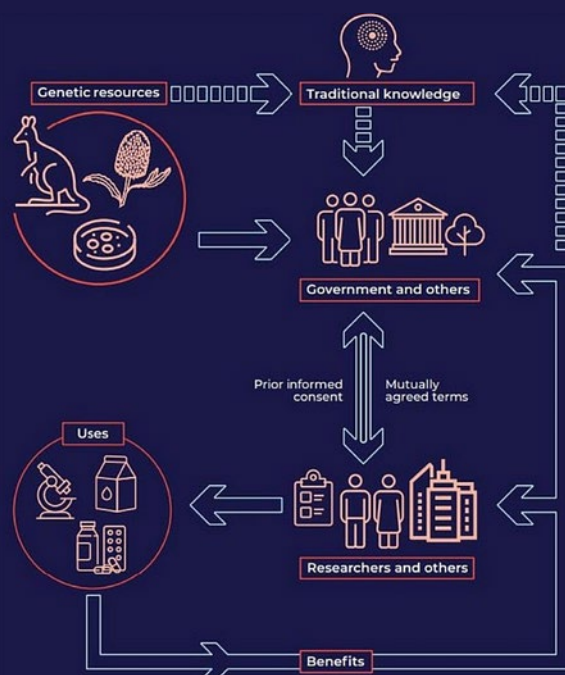 Genetic resources
Traditional knowledge
Government and others
Prior informed
consent
Mutually
agreed terms
Uses
Researchers and others
Benefits